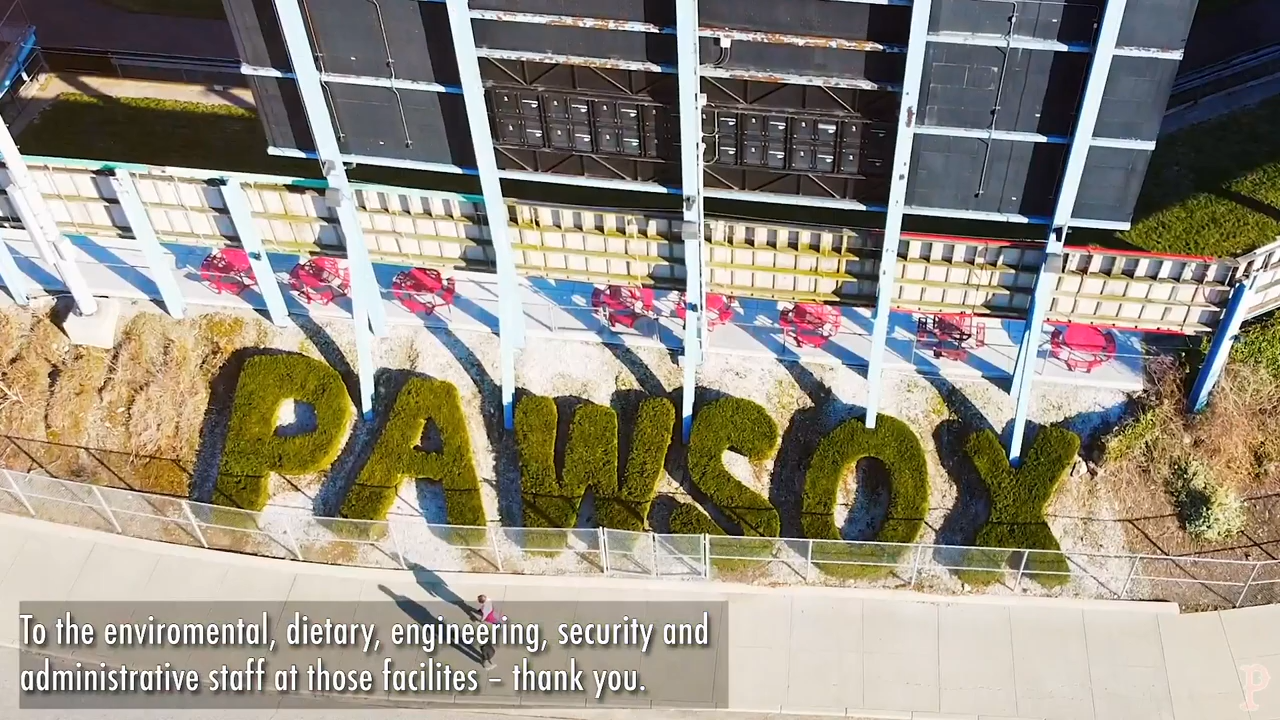 PAWSOX
To the enviromental, dietary, engineering, security and
administrative staff at those facilites – thank you.
P